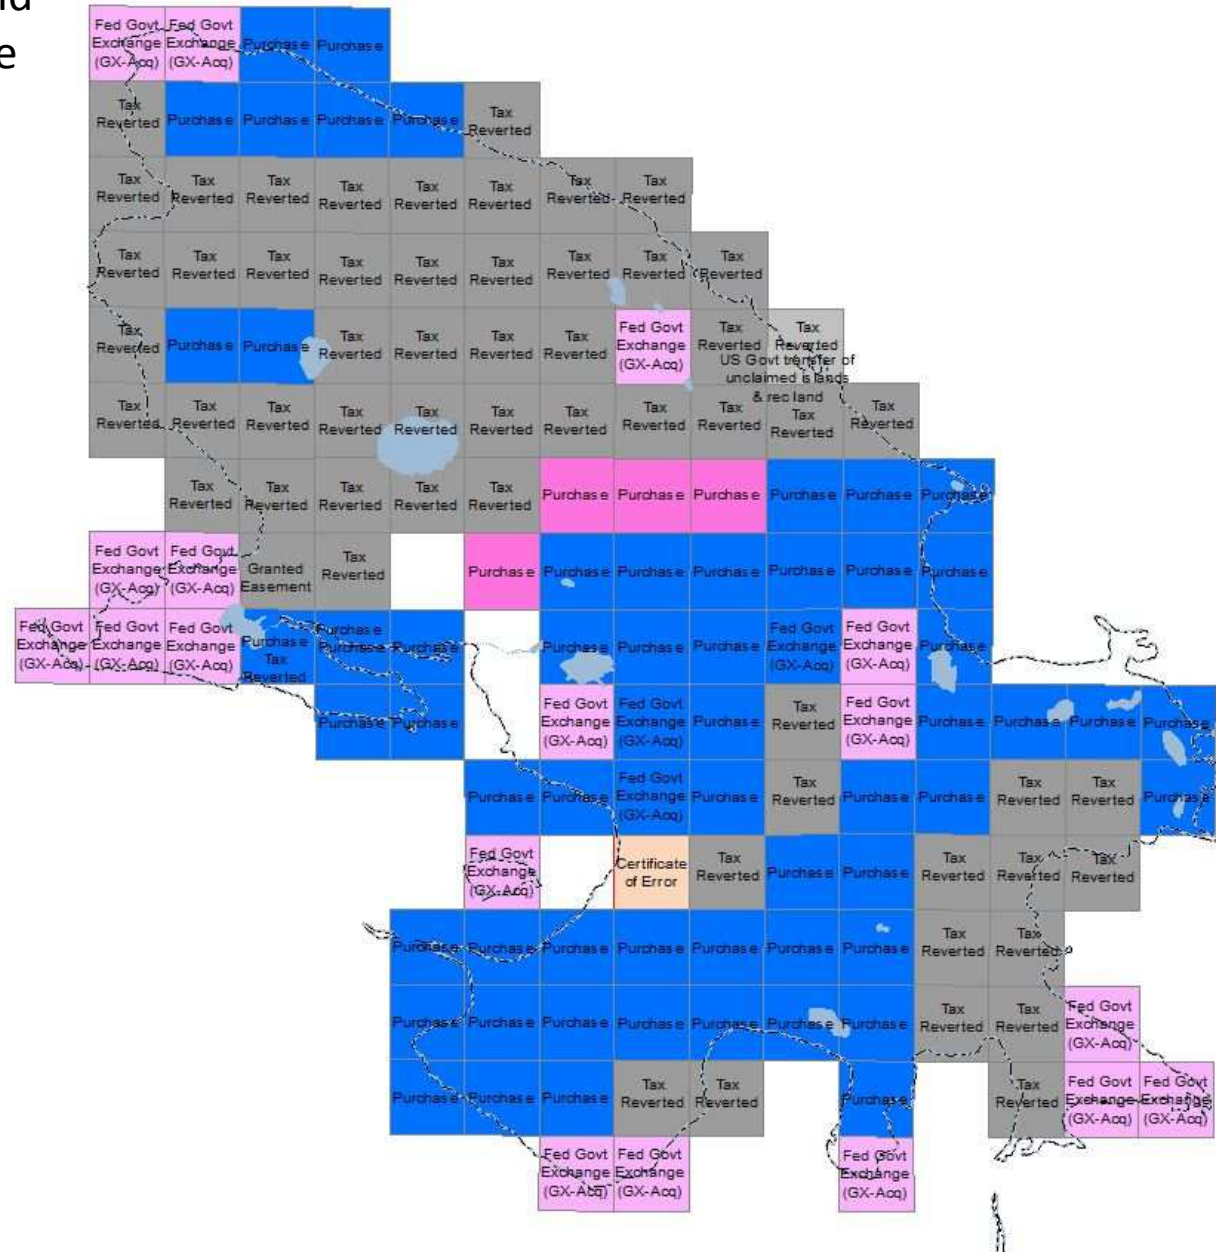 nd
e
Fed Govt Fed Govt
Exchange Exchange Purchase Purchase
(GX-Acq) (GX-Acq)
Tax Purchase Purchase Purchase Purchase Tax
Reverted Reverted
Tax Tax Tax Tax Tax Tax Tax Tax
Reverted Reverted Reverted Reverted Reverted Reverted Reverted Reverted
Tax Tax Tax Tax Tax Tax Tax Tax Tax
Reverted Reverted Reverted Reverted Reverted Reverted Reverted Reverted Reverted
Tax Tax Tax Tax Tax Fed Govt Tax Tax
Reverted Purchase Purchase Reverted Reverted Reverted Reverted Exchange Reverted Reverted
(GX-Acq) US Govt transfer of
unclaimed islands
& rec land
Tax Tax Tax Tax Tax Tax Tax Tax Tax Tax Tax
Reverted Reverted Reverted Reverted Reverted Reverted Reverted Reverted Reverted Reverted Reverted
Tax Tax Tax Tax Tax Purchase Purchase Purchase Purchase Purchase Purchase
Reverted Reverted Reverted Reverted Reverted
Fed Govt Fed Govt Tax
Exchange Exchange Granted Reverted Purchase Purchase Purchase Purchase Purchase Purchase Purchase
(GX-Acq) (GX-Acq) Easement
Fed Govt Fed Govt Fed Govt Purchase Fed Govt Fed Govt
Exchange Exchange Exchange Purchase Purchase Purchase Purchase Purchase Purchase Exchange Exchange Purchase
(GX-Acq) (GX-Acq) (GX-Acq) Tax (GX-Acq) (GX-Acq)
Reverted
Fed Govt Fed Govt Tax Fed Govt
Purchase Purchase Exchange Exchange Purchase Reverted Exchange Purchase Purchase Purchase Purchase
(GX-Acq) (GX-Acq) (GX-Acq)
Fed Govt Tax Tax Tax
Purchase Purchase Exchange Purchase Reverted Purchase Purchase Reverted Reverted Purchase
(GX-Acq)
Fed Govt Certificate Tax Tax Tax Tax
Exchange of Error Reverted Purchase Purchase Reverted Reverted Reverted
(GX-Acq)
Purchase Purchase Purchase Purchase Purchase Purchase Purchase Tax Tax
Reverted Reverted
Tax Tax Fed Govt
Purchase Purchase Purchase Purchase Purchase Purchase Purchase Reverted Reverted Exchange
(GX-Acq)
Tax Tax Tax Fed Govt Fed Govt
Purchase Purchase Purchase Reverted Reverted Purchase Reverted Exchange Exchange
(GX-Acq) (GX-Acq)
Fed Govt Fed Govt Fed Govt
Exchange Exchange Exchange
(GX-Acq) (GX-Acq) (GX-Acq)